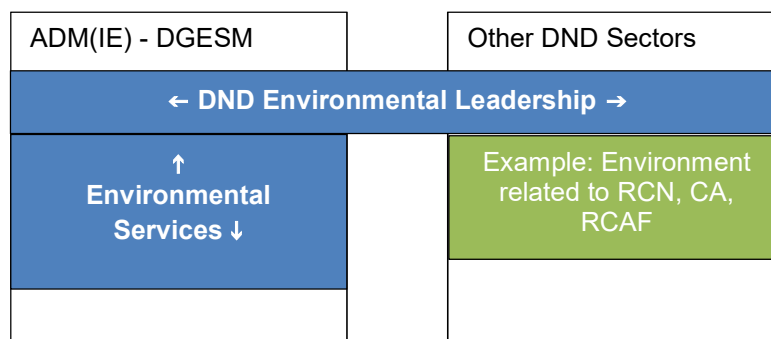 ADM(IE) - DGESM
Other DND Sectors
← DND Environmental Leadership →
↑
Environmental
Services ↓
Example: Environment
related to RCN, CA,
RCAF